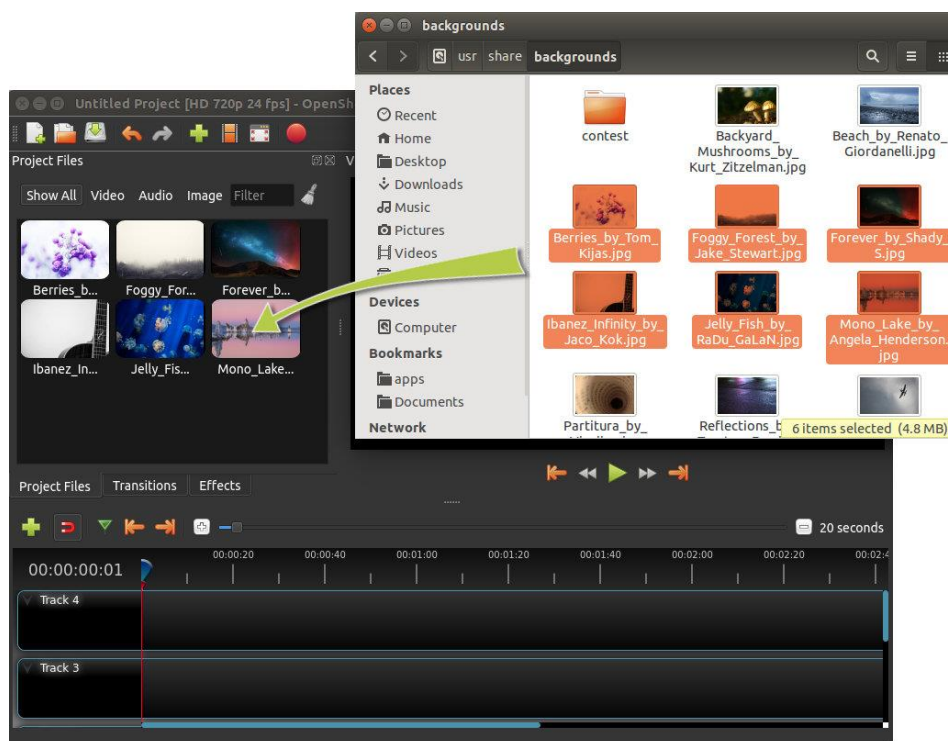 backgrounds
usr share backgrounds
Places
Recent
Home
Desktop
Downloads
Music
Pictures
Videos
Devices
Computer
Bookmarks
apps
Documents
Network
contest
Backyard_
Mushrooms_by_
Kurt_Zitzelman.jpg
Beach_by_Renato_
Giordanelli.jpg
Berries_by_Tom_
Kijas.jpg
Foggy_Forest_by_
Jake_Stewart.jpg
Forever_by_Shady_
S.jpg
Ibanez_Infinity_by_
Jaco_Kok.jpg
Jelly_Fish_by_
RaDu_GaLaN.jpg
Mono_Lake_by_
Angela_Henderson.
jpg
Partitura_by_
Reflections_b
6 items selected (4.8 MB)
Untitled Project [HD 720p 24 fps] - OpenSh
Project Files
V
Show All Video Audio Image Filter
Berries_b...
Foggy_For...
Forever_b...
Ibanez_In...
Jelly_Fis...
Mono_Lake...
Project Files Transitions Effects
20 seconds
00:00:00:01
00:00:20 00:00:40 00:01:00 00:01:20 00:01:40 00:02:00 00:02:20 00:02:4
Track 4
Track 3